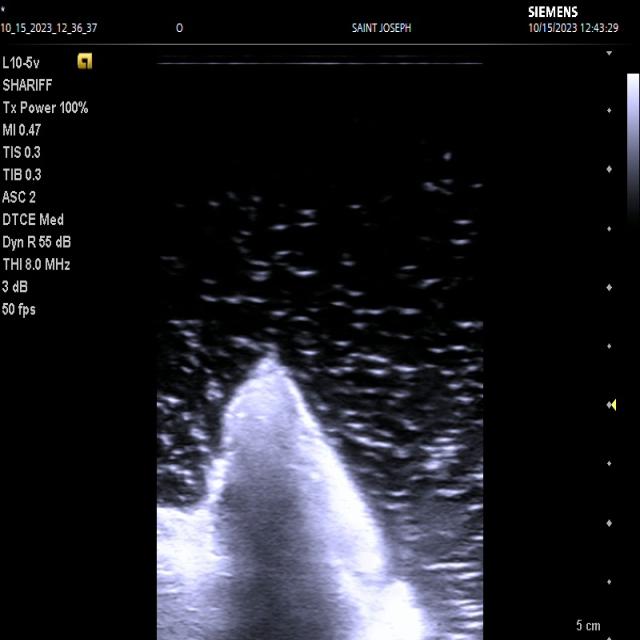 *
SIEMENS
10_15_2023_12_36_37
O
SAINT JOSEPH
10/15/2023 12:43:29
L10-5v
SHARIFF
Tx Power 100%
MI 0.47
TIS 0.3
TIB 0.3
ASC 2
DTCE Med
Dyn R 55 dB
THI 8.0 MHz
3 dB
50 fps
5 cm